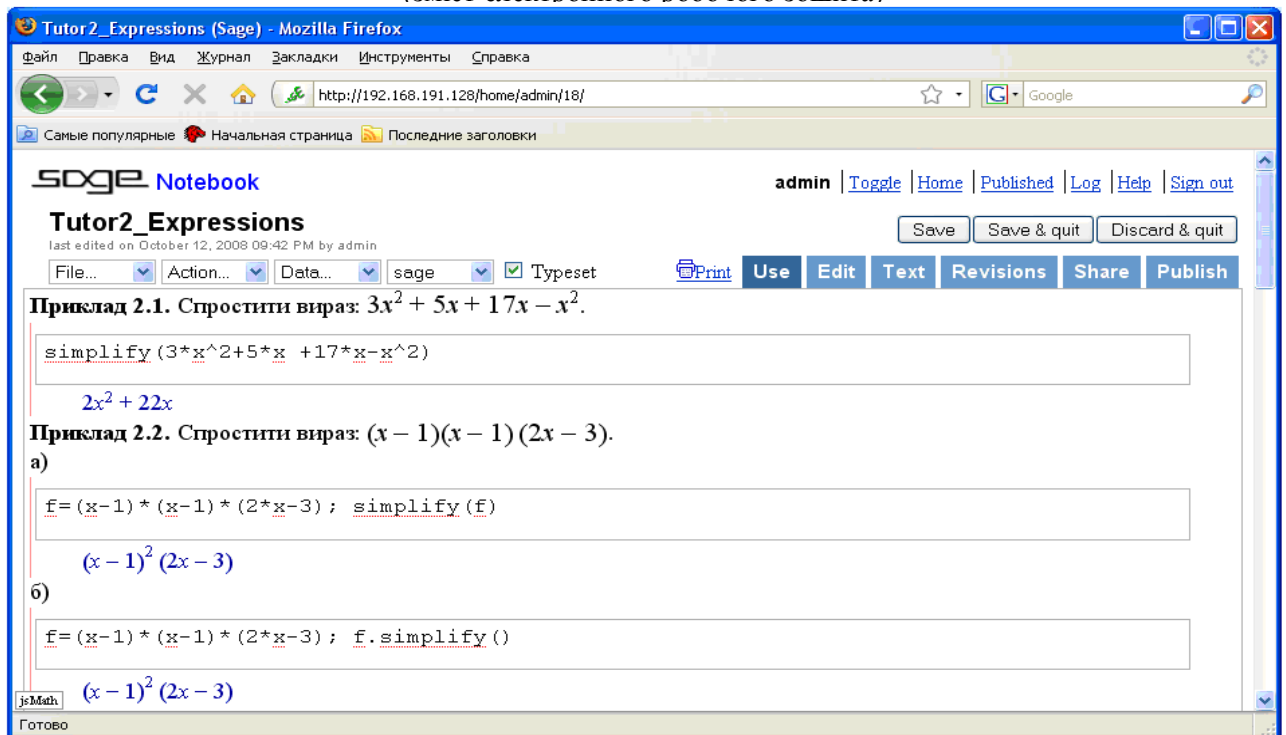 Tutor2_Expressions (Sage) - Mozilla Firefox
Файл Правка Вид Журнал Закладки Инструменты Справка
http://192.168.191.128/home/admin/18/ Google
Самые популярные Начальная страница Последние заголовки
sage Notebook admin | Toggle | Home | Published | Log | Help | Sign out
Tutor2_Expressions Save Save & quit Discard & quit
last edited on October 12, 2008 09:42 PM by admin
File... Action... Data... sage Typeset Print Use Edit Text Revisions Share Publish
Приклад 2.1. Спростити вираз: 3x² + 5x + 17x − x².
simplify(3*x^2+5*x +17*x-x^2)
2x² + 22x
Приклад 2.2. Спростити вираз: (x − 1)(x − 1) (2x − 3).
а)
f=(x-1)*(x-1)*(2*x-3); simplify(f)
(x − 1)² (2x − 3)
б)
f=(x-1)*(x-1)*(2*x-3); f.simplify()
(x − 1)² (2x − 3)
jsMath
Готово